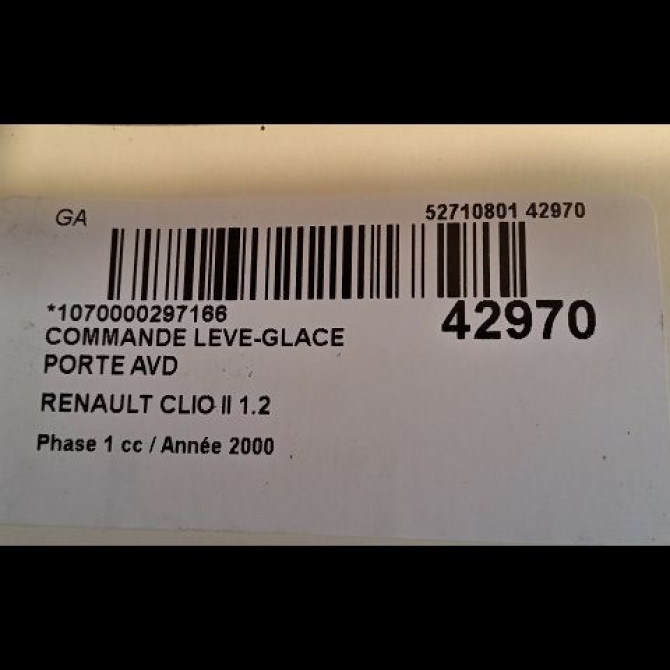 GA
52710801 42970
*1070000297166
42970
COMMANDE LEVE-GLACE
PORTE AVD
RENAULT CLIO II 1.2
Phase 1 cc / Année 2000